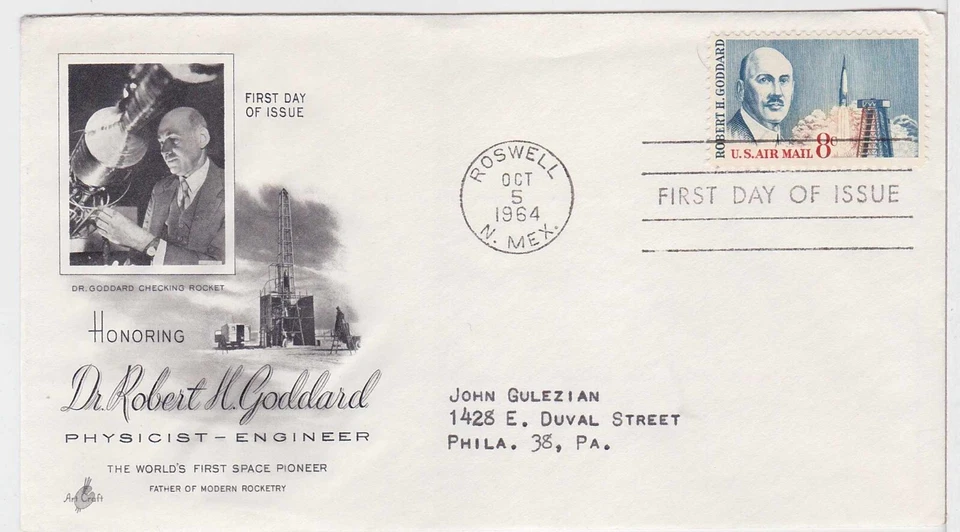 FIRST DAY
OF ISSUE
DR. GODDARD CHECKING ROCKET
HONORING
Dr. Robert H. Goddard
PHYSICIST - ENGINEER
THE WORLD'S FIRST SPACE PIONEER
FATHER OF MODERN ROCKETRY
Art Craft
ROSWELL
OCT
5
1964
N. MEX.
ROBERT H. GODDARD
U.S. AIR MAIL 8c
FIRST DAY OF ISSUE
JOHN GULEZIAN
1428 E. DUVAL STREET
PHILA. 38, PA.